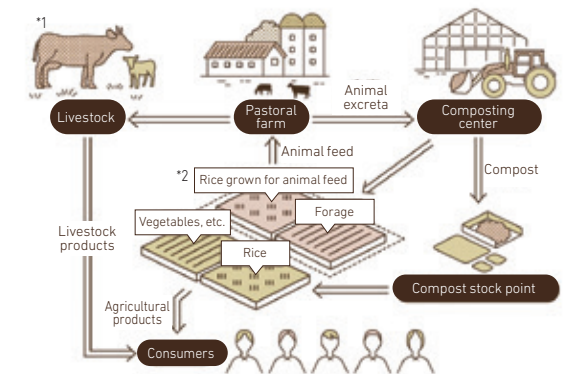 *1
Livestock
Pastoral
farm
Animal
excreta
Composting
center
Animal feed
*2
Rice grown for animal feed
Compost
Forage
Vegetables, etc.
Rice
Livestock
products
Compost stock point
Agricultural
products
Consumers